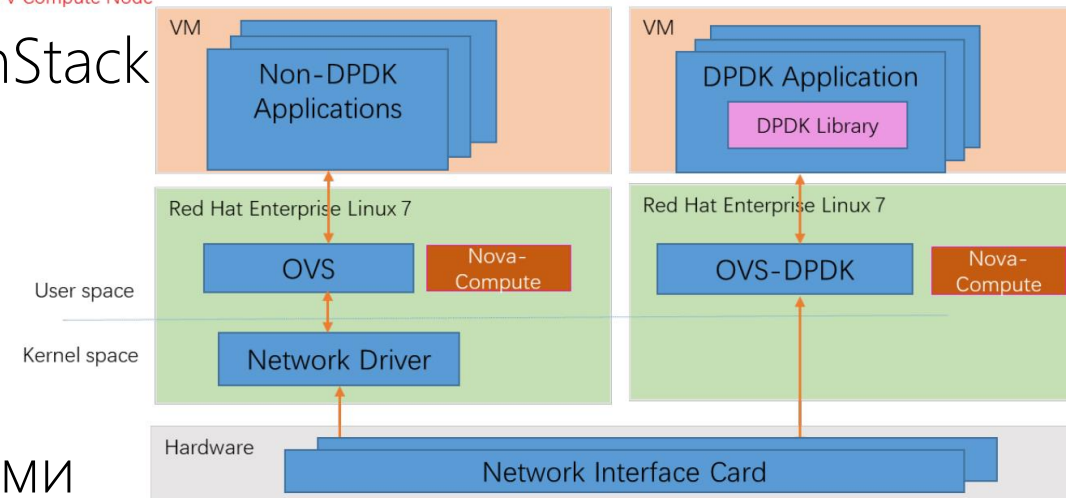 Compute Node
nStack
VM
Non-DPDK
Applications
VM
DPDK Application
DPDK Library
Red Hat Enterprise Linux 7
OVS
Nova-
Compute
Red Hat Enterprise Linux 7
OVS-DPDK
Nova-
Compute
User space
Kernel space
Network Driver
Hardware
Network Interface Card
ми